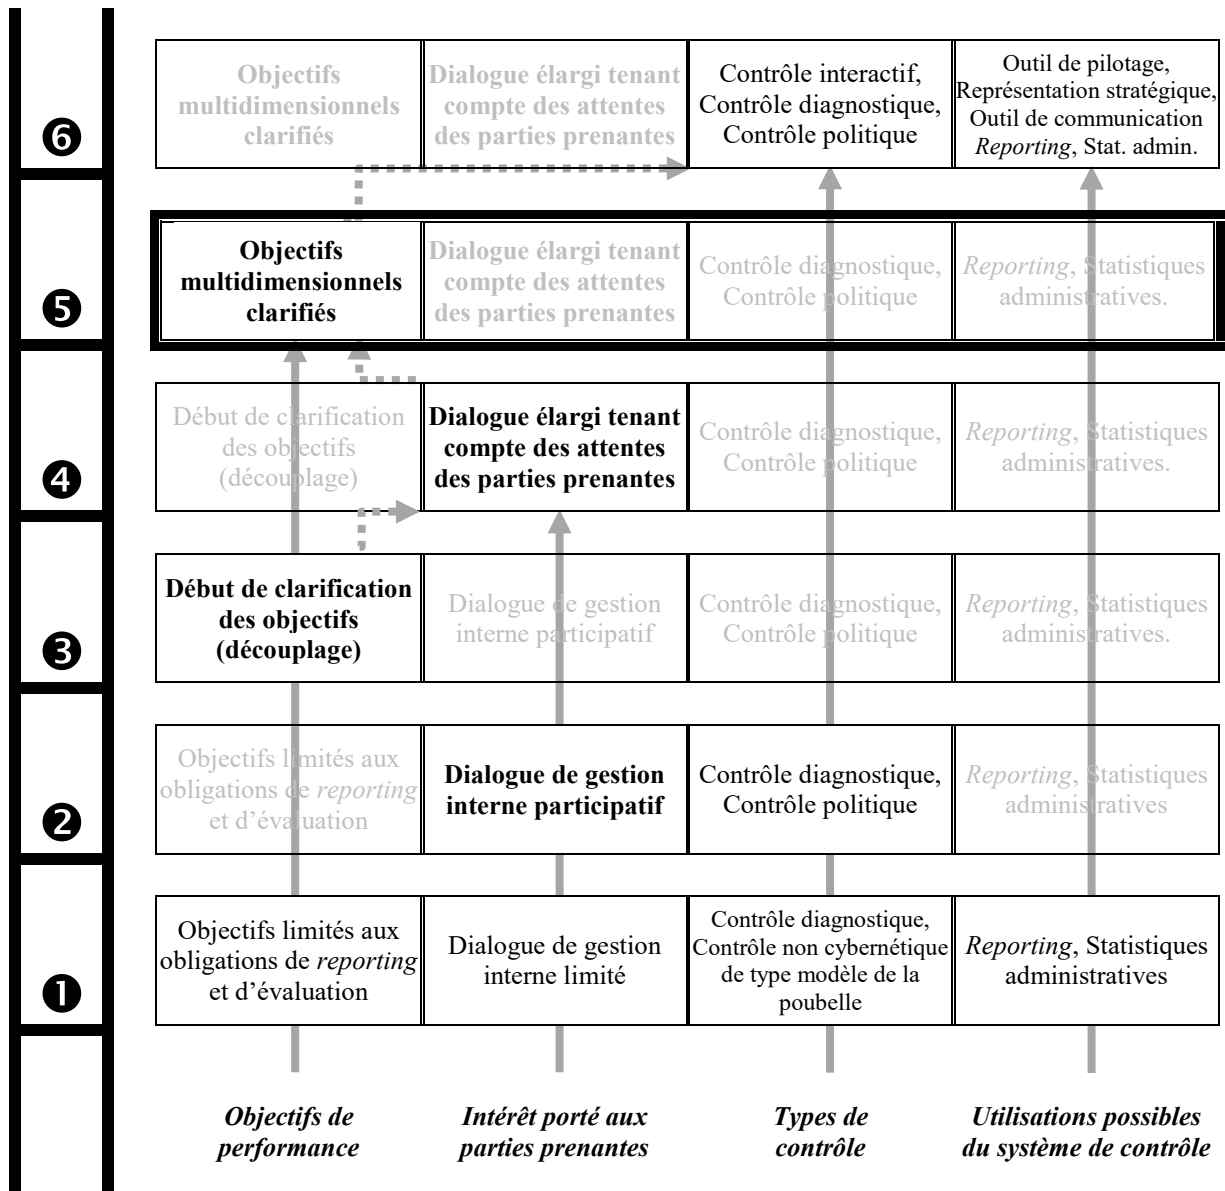 ❻
Objectifs
multidimensionnels
clarifiés
Dialogue élargi tenant
compte des attentes
des parties prenantes
Contrôle interactif,
Contrôle diagnostique,
Contrôle politique
Outil de pilotage,
Représentation stratégique,
Outil de communication
Reporting, Stat. admin.
❺
Objectifs
multidimensionnels
clarifiés
Dialogue élargi tenant
compte des attentes
des parties prenantes
Contrôle diagnostique,
Contrôle politique
Reporting, Statistiques
administratives.
❹
Début de clarification
des objectifs
(découplage)
Dialogue élargi tenant
compte des attentes
des parties prenantes
Contrôle diagnostique,
Contrôle politique
Reporting, Statistiques
administratives.
❸
Début de clarification
des objectifs
(découplage)
Dialogue de gestion
interne participatif
Contrôle diagnostique,
Contrôle politique
Reporting, Statistiques
administratives.
❷
Objectifs limités aux
obligations de reporting
et d’évaluation
Dialogue de gestion
interne participatif
Contrôle diagnostique,
Contrôle politique
Reporting, Statistiques
administratives
❶
Objectifs limités aux
obligations de reporting
et d’évaluation
Dialogue de gestion
interne limité
Contrôle diagnostique,
Contrôle non cybernétique
de type modèle de la
poubelle
Reporting, Statistiques
administratives
Objectifs de
performance
Intérêt porté aux
parties prenantes
Types de
contrôle
Utilisations possibles
du système de contrôle